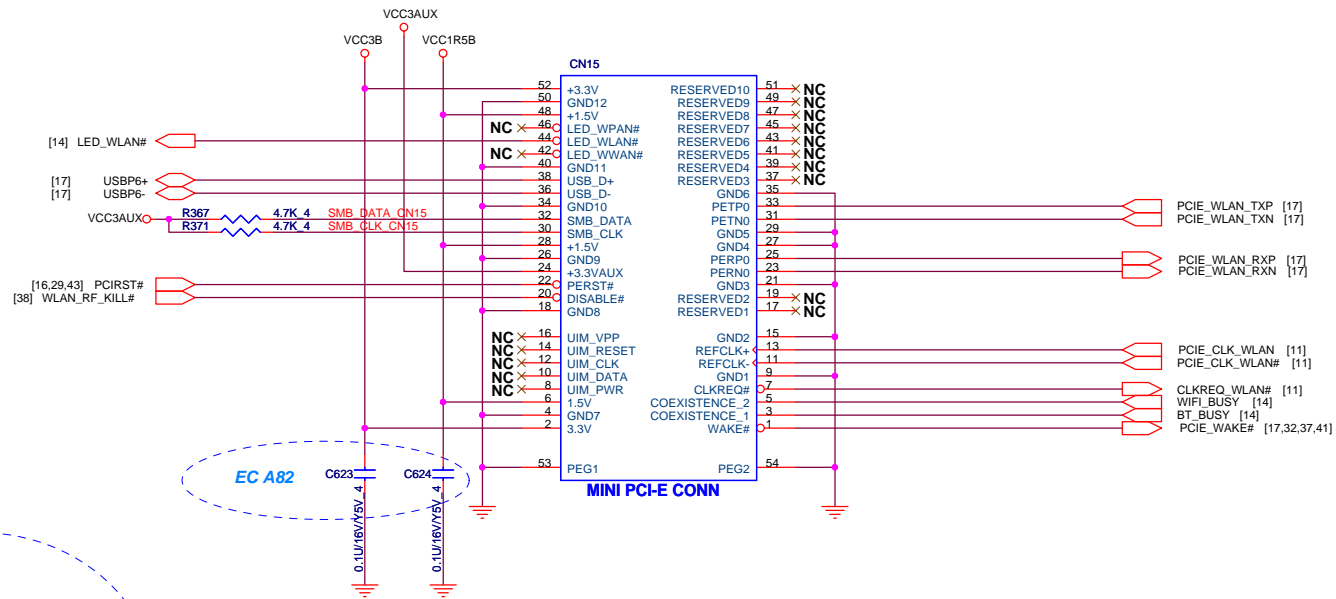 VCC3AUX
VCC3B
VCC1R5B
CN15
52 +3.3V RESERVED10 51 NC
50 GND12 RESERVED9 49 NC
48 +1.5V RESERVED8 47 NC
NC 46 LED_WPAN# RESERVED7 45 NC
[14] LED_WLAN# 44 LED_WLAN# RESERVED6 43 NC
NC 42 LED_WWAN# RESERVED5 41 NC
40 GND11 RESERVED4 39 NC
[17] USBP6+ 38 USB_D+ RESERVED3 37 NC
[17] USBP6- 36 USB_D- GND6 35
34 GND10 PETP0 33 PCIE_WLAN_TXP [17]
VCC3AUX R367 4.7K_4 SMB_DATA_CN15 32 SMB_DATA PETN0 31 PCIE_WLAN_TXN [17]
R371 4.7K_4 SMB_CLK_CN15 30 SMB_CLK GND5 29
28 +1.5V GND4 27
26 GND9 PERP0 25 PCIE_WLAN_RXP [17]
24 +3.3VAUX PERN0 23 PCIE_WLAN_RXN [17]
[16,29,43] PCIRST# 22 PERST# GND3 21
[38] WLAN_RF_KILL# 20 DISABLE# RESERVED2 19 NC
18 GND8 RESERVED1 17 NC
NC 16 UIM_VPP GND2 15
NC 14 UIM_RESET REFCLK+ 13 PCIE_CLK_WLAN [11]
NC 12 UIM_CLK REFCLK- 11 PCIE_CLK_WLAN# [11]
NC 10 UIM_DATA GND1 9
NC 8 UIM_PWR CLKREQ# 7 CLKREQ_WLAN# [11]
6 1.5V COEXISTENCE_2 5 WIFI_BUSY [14]
4 GND7 COEXISTENCE_1 3 BT_BUSY [14]
2 3.3V WAKE# 1 PCIE_WAKE# [17,32,37,41]
53 PEG1 PEG2 54
EC A82 C623 C624
MINI PCI-E CONN
0.1U/16V/Y5V_4
0.1U/16V/Y5V_4